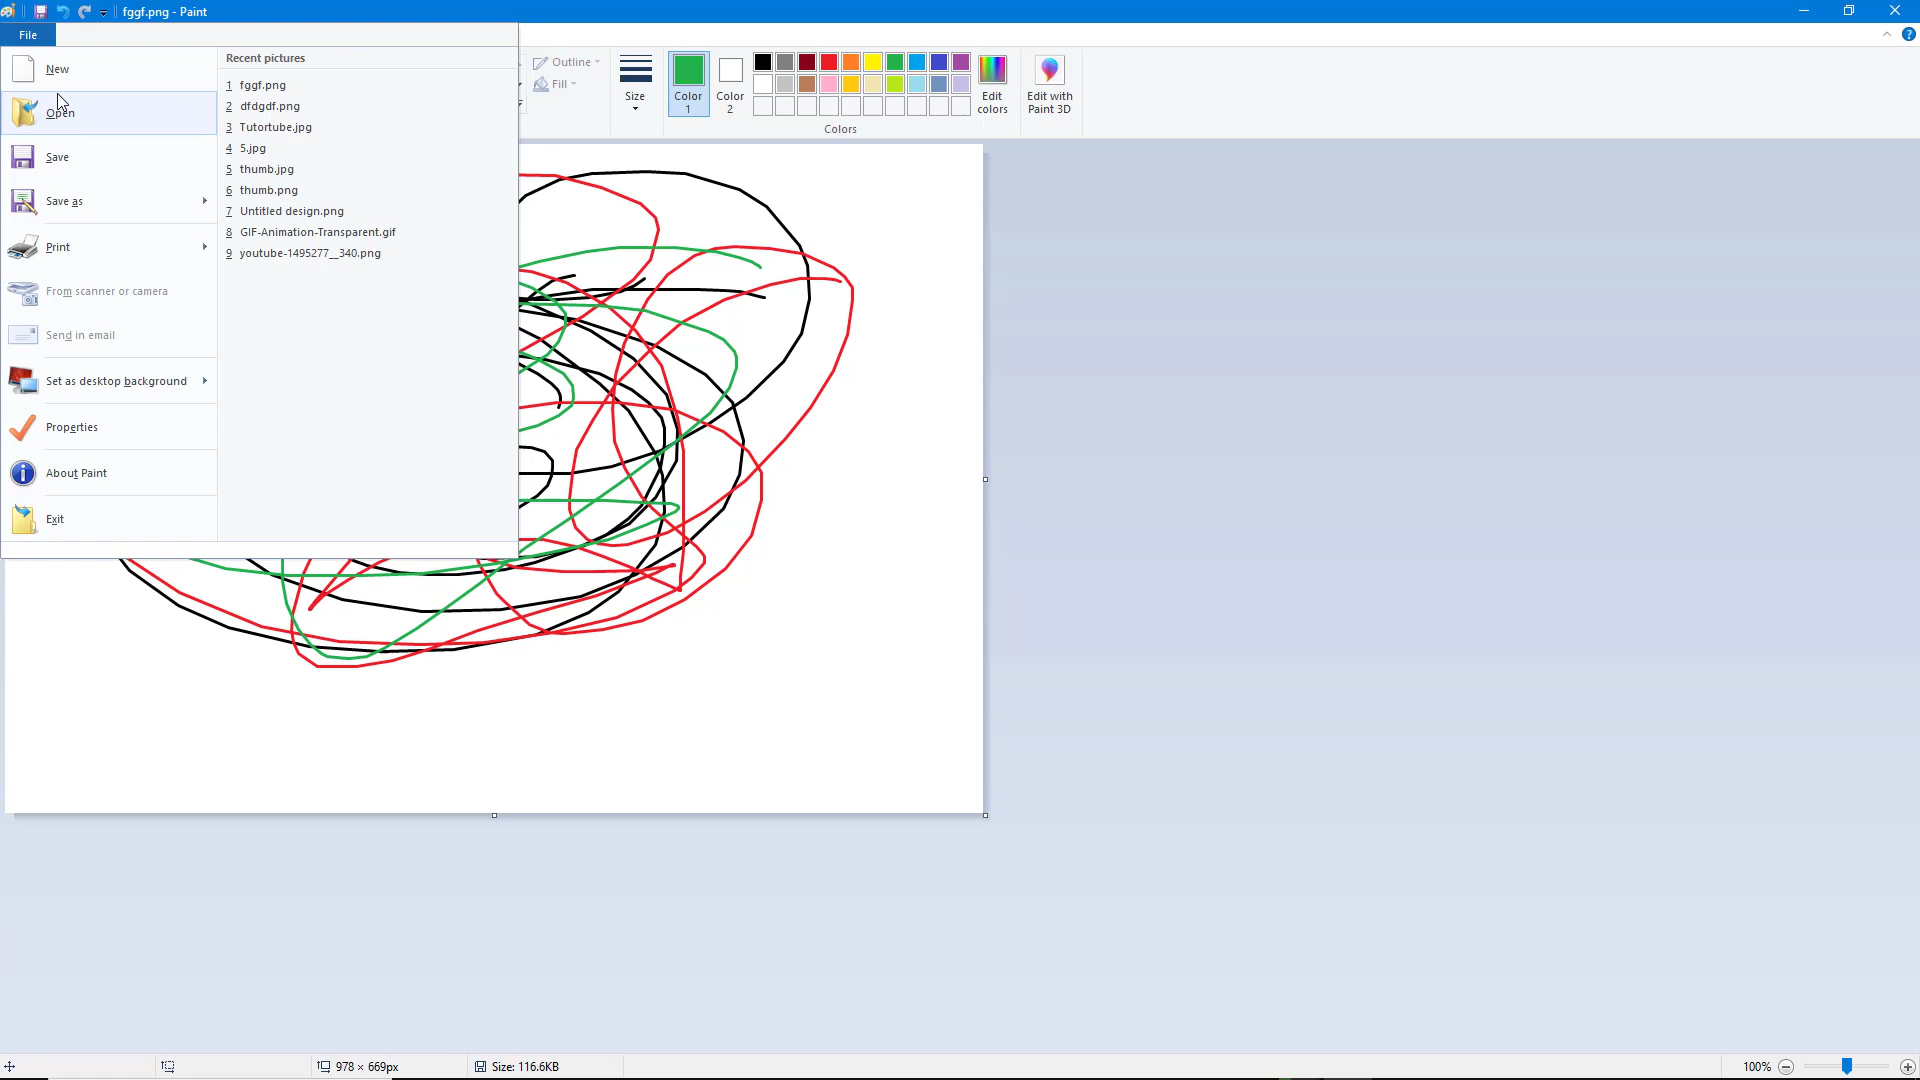 fggf.png - Paint
File
New
Open
Save
Save as
Print
From scanner or camera
Send in email
Set as desktop background
Properties
About Paint
Exit
Recent pictures
1 fggf.png
2 dfdgdf.png
3 Tutortube.jpg
4 5.jpg
5 thumb.jpg
6 thumb.png
7 Untitled design.png
8 GIF-Animation-Transparent.gif
9 youtube-1495277__340.png
Outline
Fill
Size
Color
1
Color
2
Edit
colors
Edit with
Paint 3D
Colors
978 × 669px
Size: 116.6KB
100%